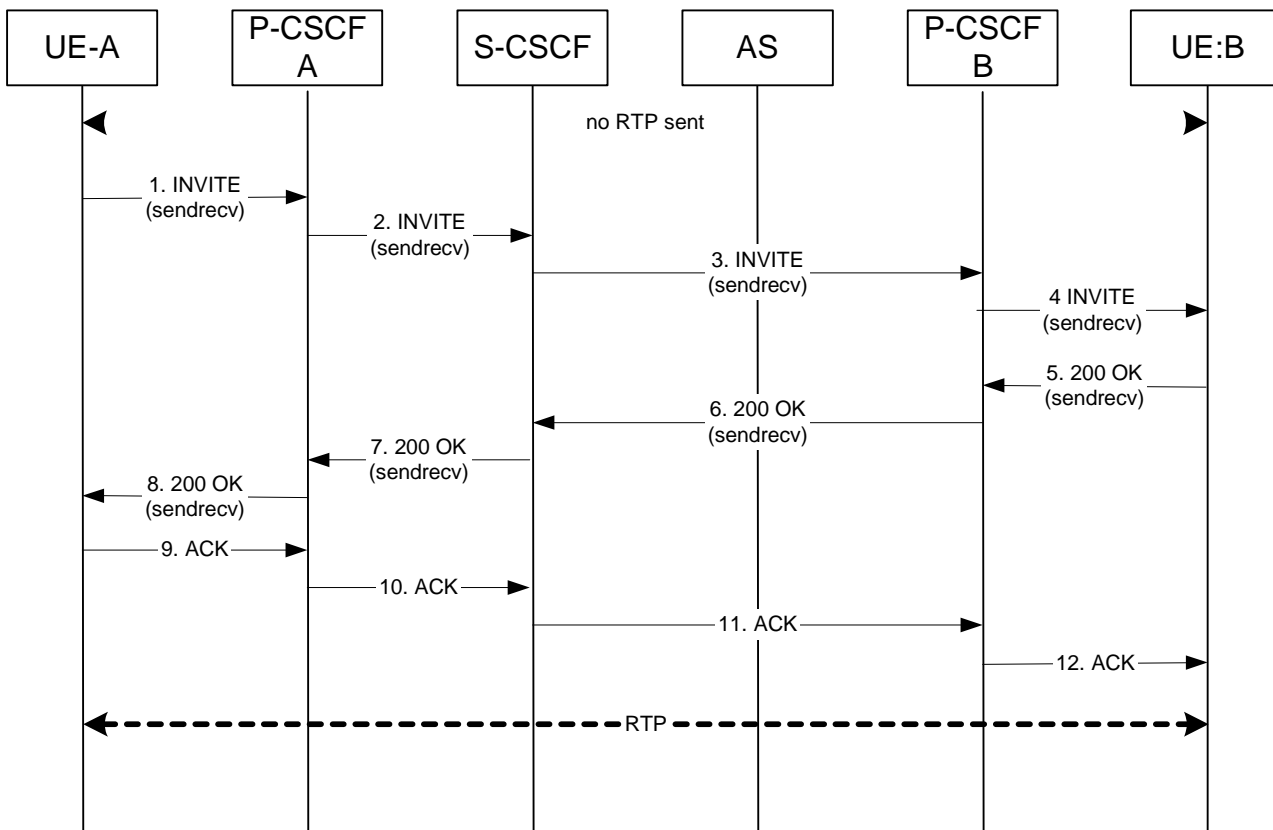 UE-A
P-CSCF
A
S-CSCF
AS
P-CSCF
B
UE:B
no RTP sent
1. INVITE
(sendrecv)
2. INVITE
(sendrecv)
3. INVITE
(sendrecv)
4 INVITE
(sendrecv)
5. 200 OK
(sendrecv)
6. 200 OK
(sendrecv)
7. 200 OK
(sendrecv)
8. 200 OK
(sendrecv)
9. ACK
10. ACK
11. ACK
12. ACK
RTP